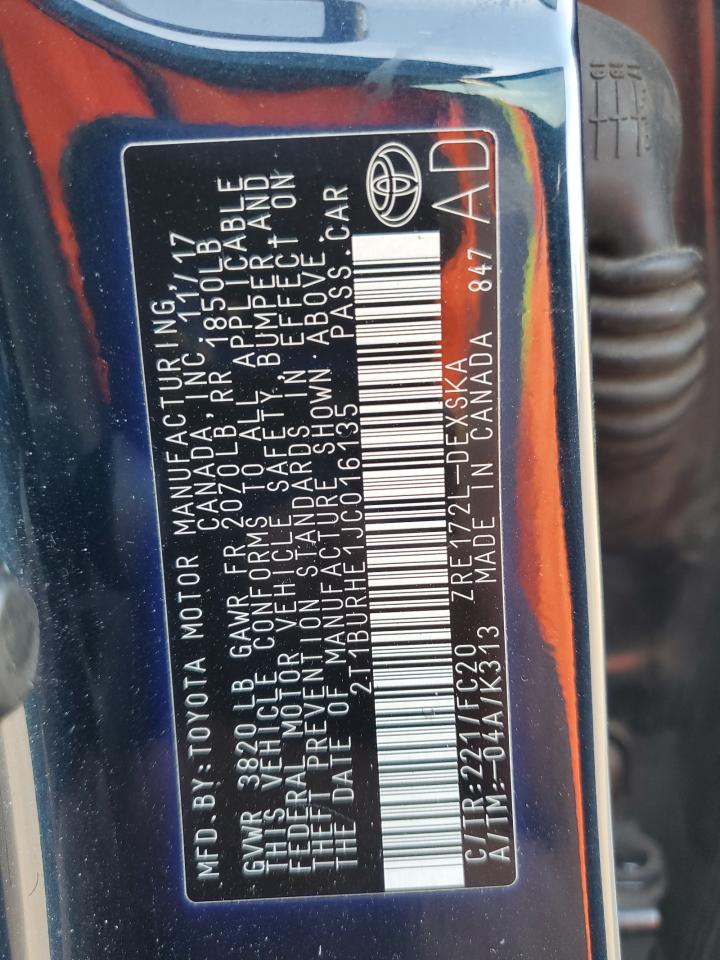 MFD.BY:TOYOTA MOTOR MANUFACTURING,
CANADA,INC. 11/17
GVWR 3820LB GAWR FR 2070LB,RR 1850LB
THIS VEHICLE CONFORMS TO ALL APPLICABLE
FEDERAL MOTOR VEHICLE SAFETY,BUMPER,AND
THEFT PREVENTION STANDARDS IN EFFECT ON
THE DATE OF MANUFACTURE SHOWN ABOVE.
2T1BURHE1JC016135 PASS.CAR
C/TR:221/FC20 ZRE172L-DEXSKA
A/TM:-04A/K313 MADE IN CANADA 847
AD